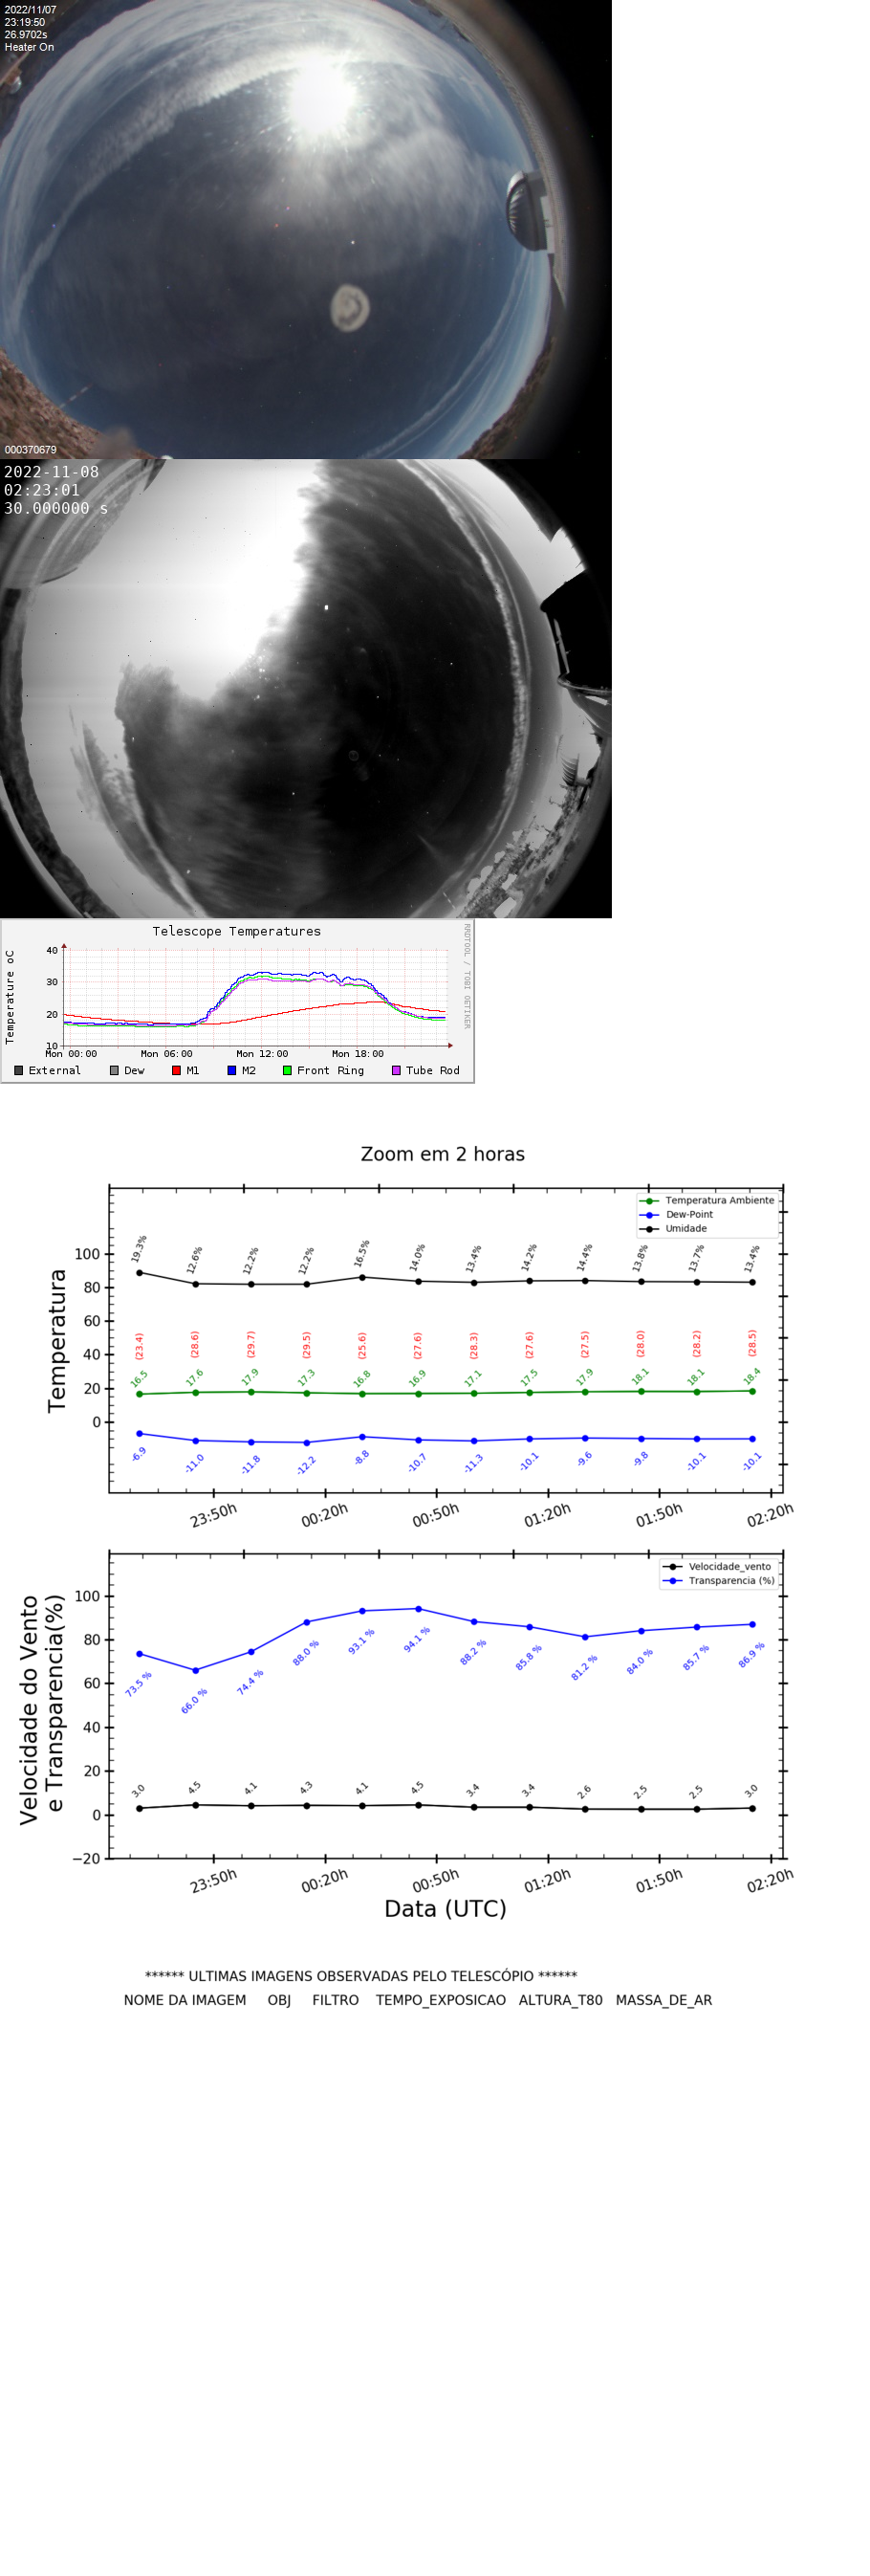 2022/11/07
23:19:50
26.9702s
Heater On
000370679
2022-11-08
02:23:01
30.000000 s
Telescope Temperatures
RRDTOOL / TOBI OETIKER
Temperature oC
40
30
20
10
Mon 00:00 Mon 06:00 Mon 12:00 Mon 18:00
External Dew M1 M2 Front Ring Tube Rod
Zoom em 2 horas
Temperatura Ambiente
Dew-Point
Umidade
Temperatura
100
80
60
40
20
0
19.3% 12.6% 12.2% 12.2% 16.5% 14.0% 13.4% 14.2% 14.4% 13.8% 13.7% 13.4%
(23.4) (28.6) (29.7) (29.5) (25.6) (27.6) (28.3) (27.6) (27.5) (28.0) (28.2) (28.5)
16.5 17.6 17.9 17.3 16.8 16.9 17.1 17.5 17.9 18.1 18.1 18.4
-6.9 -11.0 -11.8 -12.2 -8.8 -10.7 -11.3 -10.1 -9.6 -9.8 -10.1 -10.1
23:50h 00:20h 00:50h 01:20h 01:50h 02:20h
Velocidade_vento
Transparencia (%)
Velocidade do Vento
e Transparencia(%)
100
80
60
40
20
0
−20
73.5 % 66.0 % 74.4 % 88.0 % 93.1 % 94.1 % 88.2 % 85.8 % 81.2 % 84.0 % 85.7 % 86.9 %
3.0 4.5 4.1 4.3 4.1 4.5 3.4 3.4 2.6 2.5 2.5 3.0
23:50h 00:20h 00:50h 01:20h 01:50h 02:20h
Data (UTC)
****** ULTIMAS IMAGENS OBSERVADAS PELO TELESCÓPIO ******
NOME DA IMAGEM OBJ FILTRO TEMPO_EXPOSICAO ALTURA_T80 MASSA_DE_AR